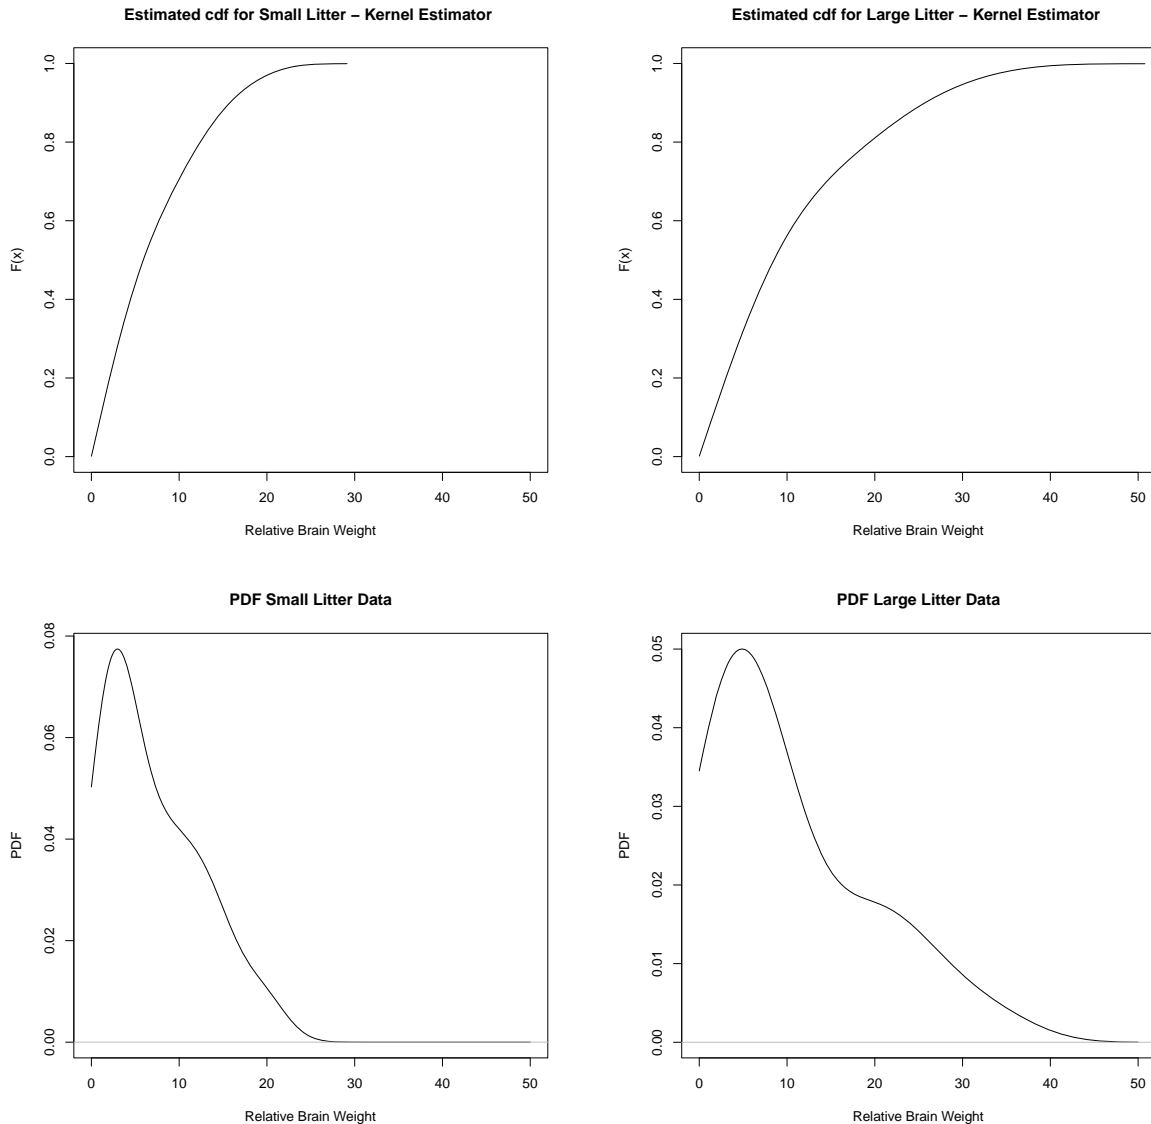 Estimated cdf for Small Litter – Kernel Estimator
F(x)
1.0
0.8
0.6
0.4
0.2
0.0
0 10 20 30 40 50
Relative Brain Weight
Estimated cdf for Large Litter – Kernel Estimator
F(x)
1.0
0.8
0.6
0.4
0.2
0.0
0 10 20 30 40 50
Relative Brain Weight
PDF Small Litter Data
PDF
0.08
0.06
0.04
0.02
0.00
0 10 20 30 40 50
Relative Brain Weight
PDF Large Litter Data
PDF
0.05
0.04
0.03
0.02
0.01
0.00
0 10 20 30 40 50
Relative Brain Weight